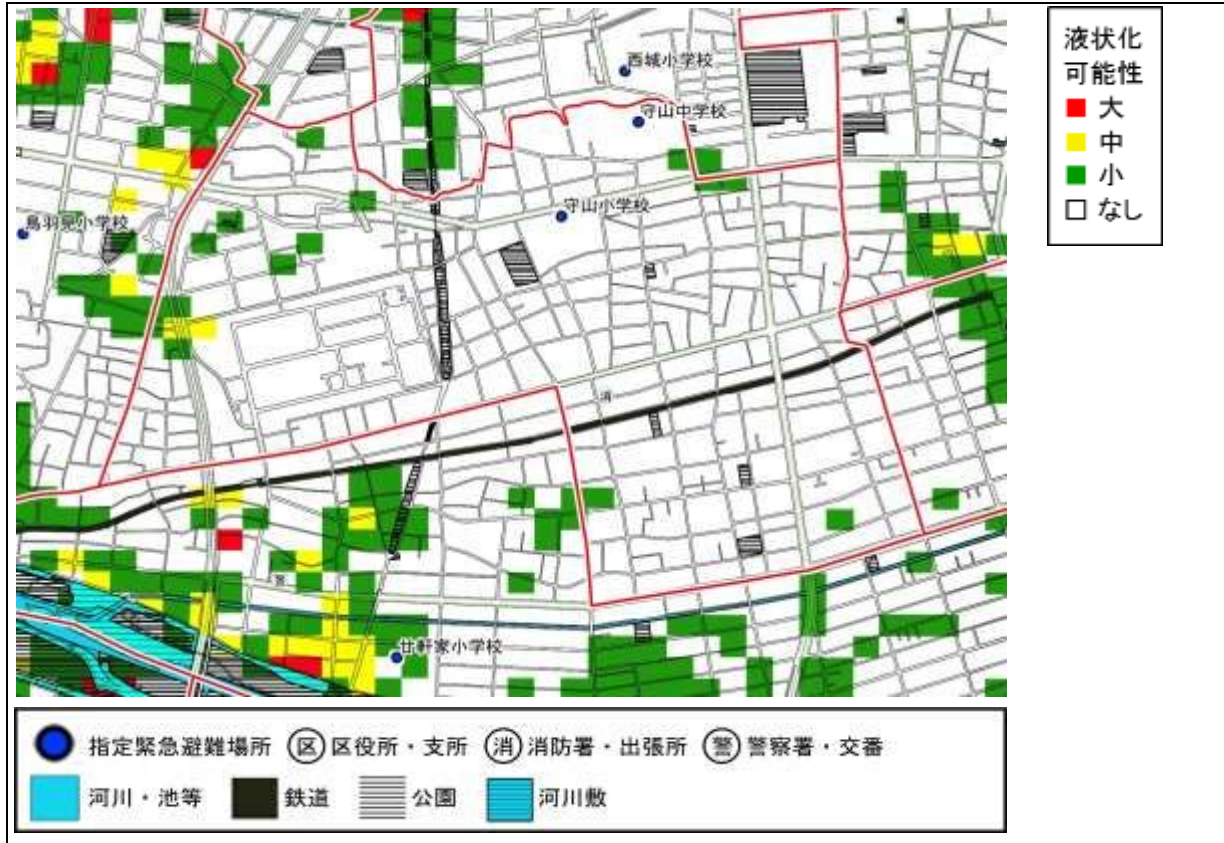 液状化
可能性
大
中
小
なし
西城小学校
守山中学校
守山小学校
鳥羽見小学校
消
廿軒家小学校
指定緊急避難場所
区 区役所・支所
消 消防署・出張所
警 警察署・交番
河川・池等
鉄道
公園
河川敷